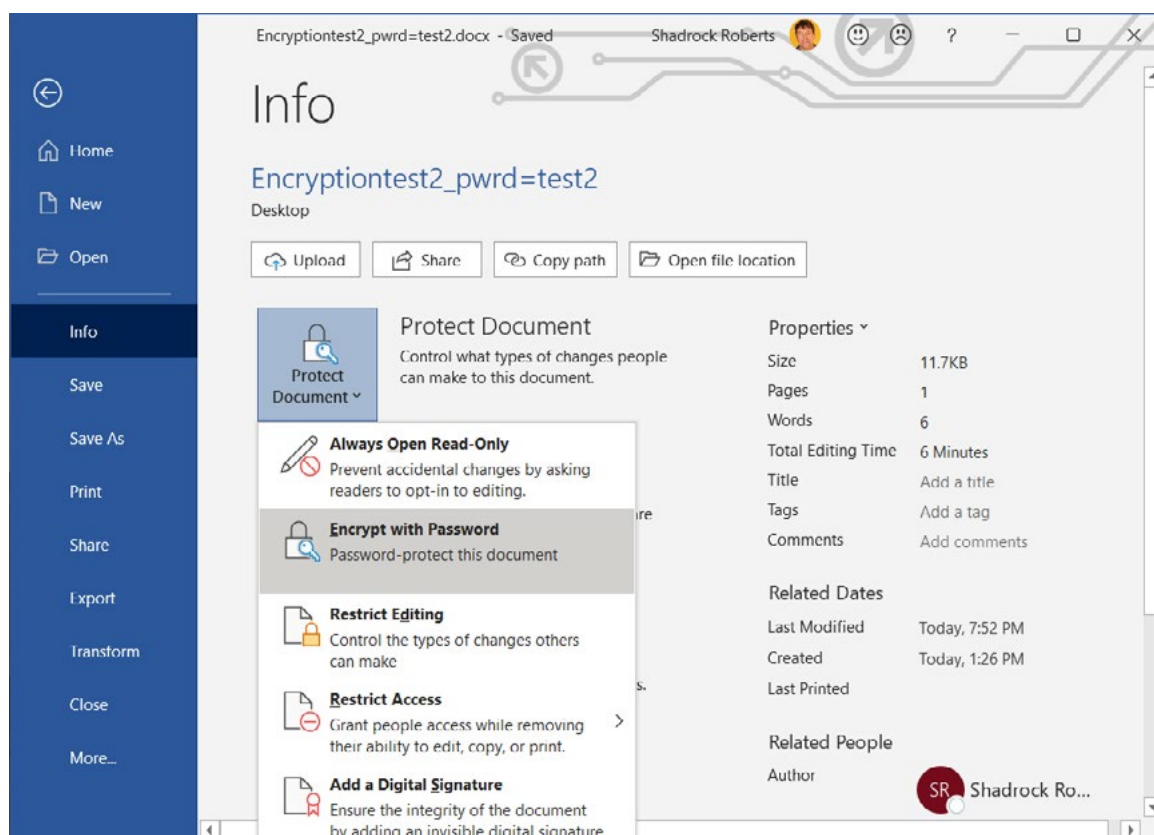 Encryptiontest2_pwrd=test2.docx - Saved
Shadrock Roberts
?
Info
Home
New
Open
Info
Save
Save As
Print
Share
Export
Transform
Close
More...
Encryptiontest2_pwrd=test2
Desktop
Upload
Share
Copy path
Open file location
Protect
Document
Protect Document
Control what types of changes people
can make to this document.
Always Open Read-Only
Prevent accidental changes by asking
readers to opt-in to editing.
Encrypt with Password
Password-protect this document
Restrict Editing
Control the types of changes others
can make
Restrict Access
Grant people access while removing
their ability to edit, copy, or print.
Add a Digital Signature
Ensure the integrity of the document
by adding an invisible digital signature
Properties
Size 11.7KB
Pages 1
Words 6
Total Editing Time 6 Minutes
Title Add a title
Tags Add a tag
Comments Add comments
Related Dates
Last Modified Today, 7:52 PM
Created Today, 1:26 PM
Last Printed
Related People
Author
SR Shadrock Ro...